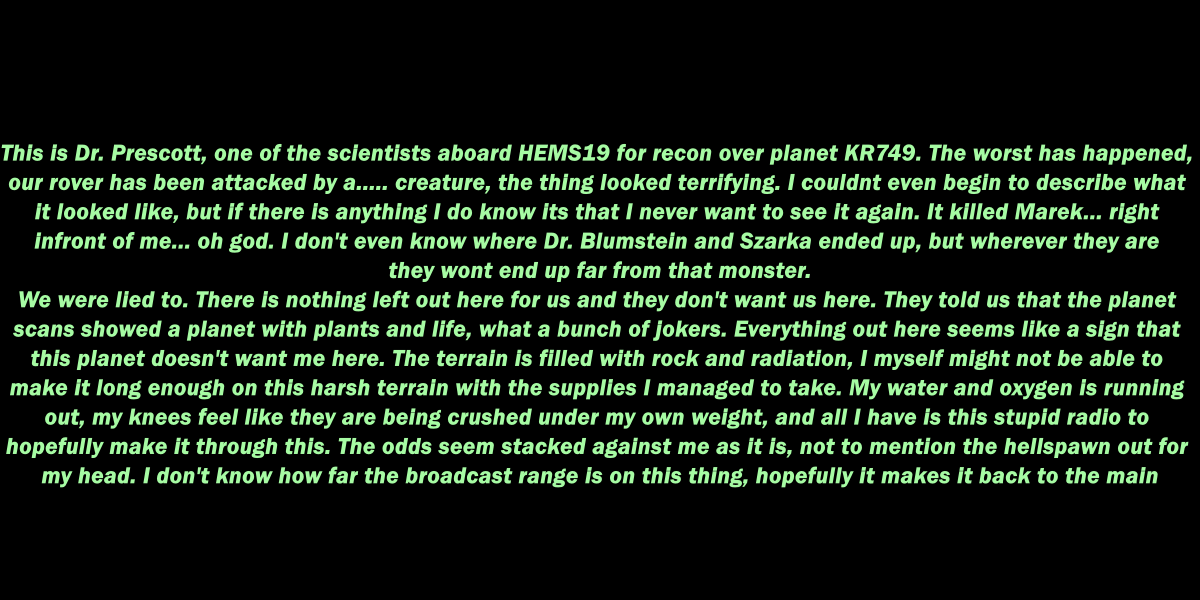 This is Dr. Prescott, one of the scientists aboard HEMS19 for recon over planet KR749. The worst has happened,
our rover has been attacked by a..... creature, the thing looked terrifying. I couldnt even begin to describe what
it looked like, but if there is anything I do know its that I never want to see it again. It killed Marek... right
infront of me... oh god. I don't even know where Dr. Blumstein and Szarka ended up, but wherever they are
they wont end up far from that monster.
We were lied to. There is nothing left out here for us and they don't want us here. They told us that the planet
scans showed a planet with plants and life, what a bunch of jokers. Everything out here seems like a sign that
this planet doesn't want me here. The terrain is filled with rock and radiation, I myself might not be able to
make it long enough on this harsh terrain with the supplies I managed to take. My water and oxygen is running
out, my knees feel like they are being crushed under my own weight, and all I have is this stupid radio to
hopefully make it through this. The odds seem stacked against me as it is, not to mention the hellspawn out for
my head. I don't know how far the broadcast range is on this thing, hopefully it makes it back to the main